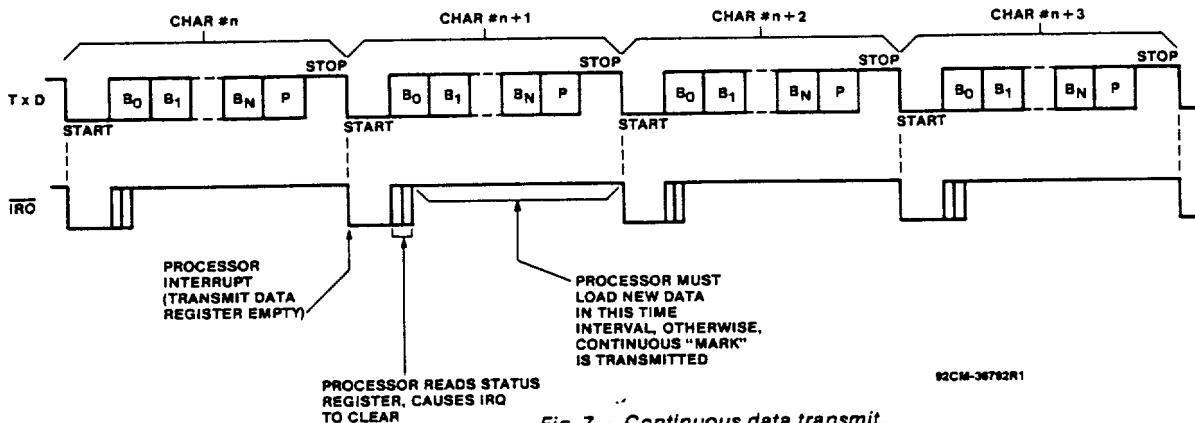 CHAR #n CHAR #n+1 CHAR #n+2 CHAR #n+3
STOP STOP STOP STOP
TxD B0 B1 BN P B0 B1 BN P B0 B1 BN P B0 B1 BN P
START START START START
IRQ
PROCESSOR
INTERRUPT
(TRANSMIT DATA
REGISTER EMPTY)
PROCESSOR READS STATUS
REGISTER, CAUSES IRQ
TO CLEAR
PROCESSOR MUST
LOAD NEW DATA
IN THIS TIME
INTERVAL, OTHERWISE,
CONTINUOUS "MARK"
IS TRANSMITTED
92CM-36792R1
Fig. 7 - Continuous data transmit.